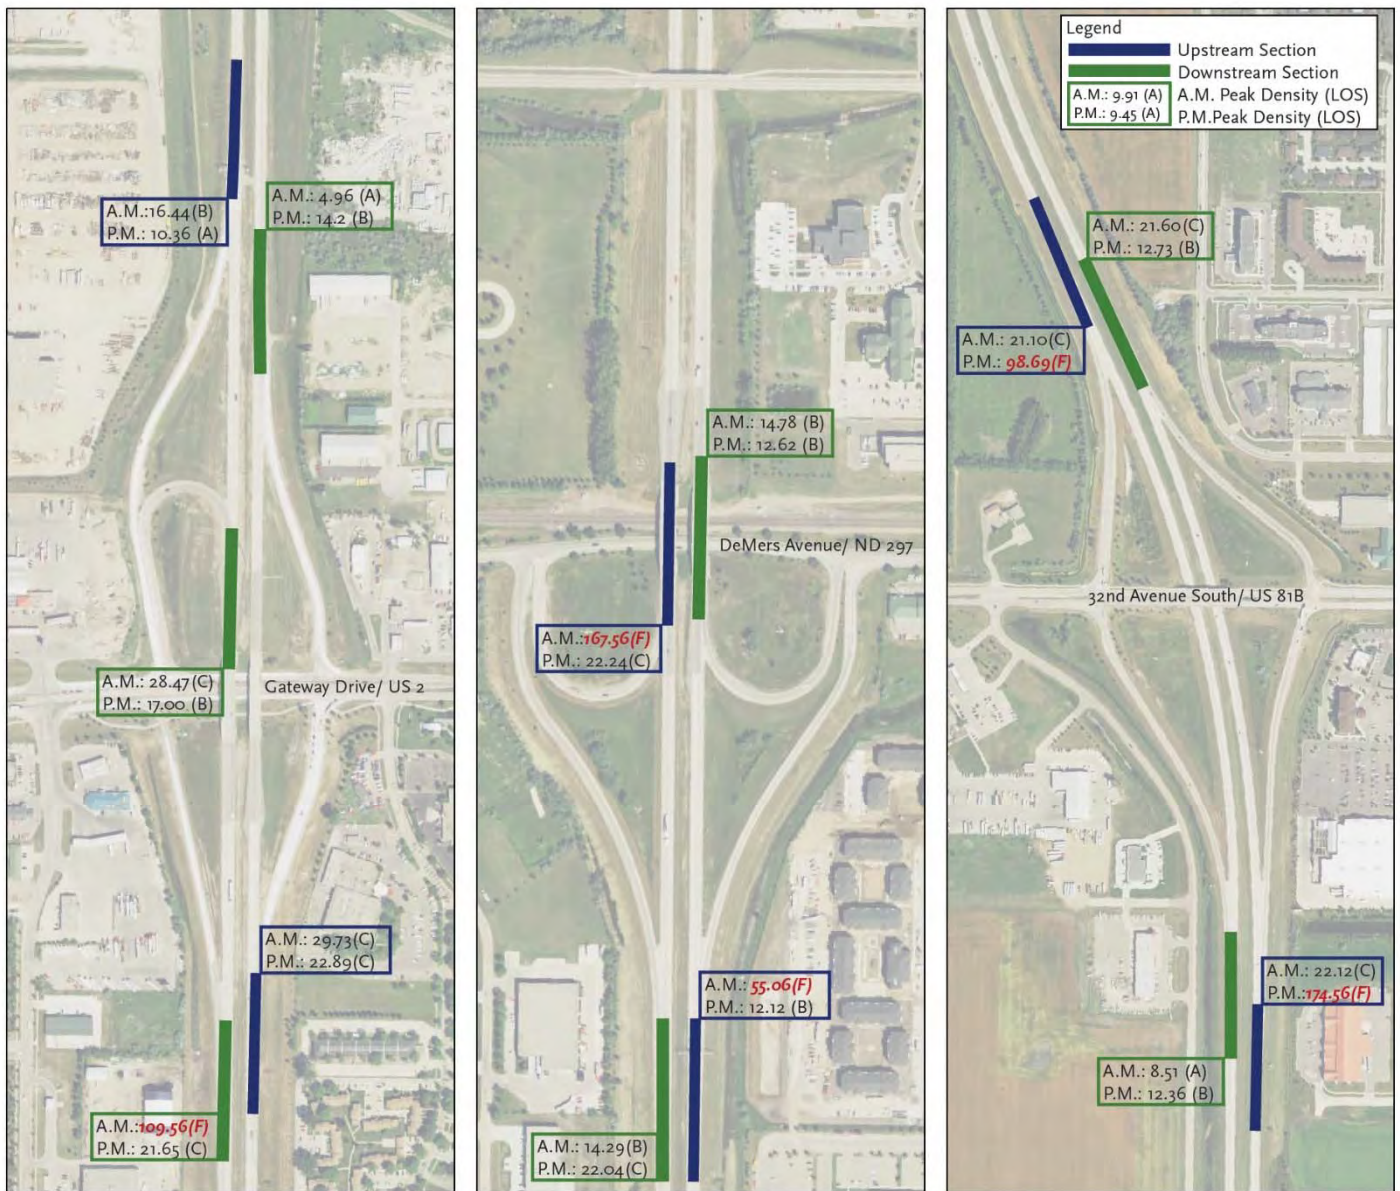 A.M.:16.44(B)
P.M.: 10.36 (A)
A.M.: 4.96 (A)
P.M.: 14.2 (B)
A.M.: 28.47(C)
P.M.: 17.00 (B)
Gateway Drive/ US 2
A.M.: 29.73(C)
P.M.: 22.89(C)
A.M.:109.56(F)
P.M.: 21.65 (C)
A.M.: 14.78 (B)
P.M.: 12.62 (B)
DeMers Avenue/ ND 297
A.M.:167.56(F)
P.M.: 22.24(C)
A.M.: 55.06(F)
P.M.: 12.12 (B)
A.M.: 14.29(B)
P.M.: 22.04(C)
Legend
Upstream Section
Downstream Section
A.M.: 9.91 (A)
P.M.: 9.45 (A)
A.M. Peak Density (LOS)
P.M.Peak Density (LOS)
A.M.: 21.60(C)
P.M.: 12.73 (B)
A.M.: 21.10(C)
P.M.: 98.69(F)
32nd Avenue South/ US 81B
A.M.: 22.12(C)
P.M.:174.56(F)
A.M.: 8.51 (A)
P.M.: 12.36 (B)